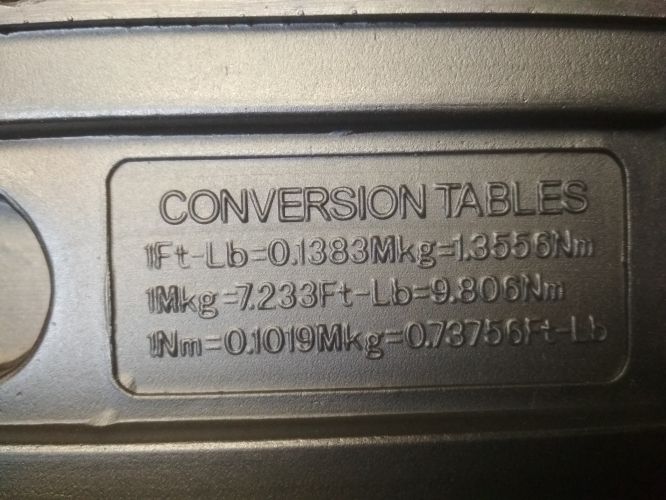 CONVERSION TABLES
1Ft-Lb=0.1383Mkg=1.3556Nm
1Mkg=7.233Ft-Lb=9.806Nm
1Nm=0.1019Mkg=0.73756Ft-Lb